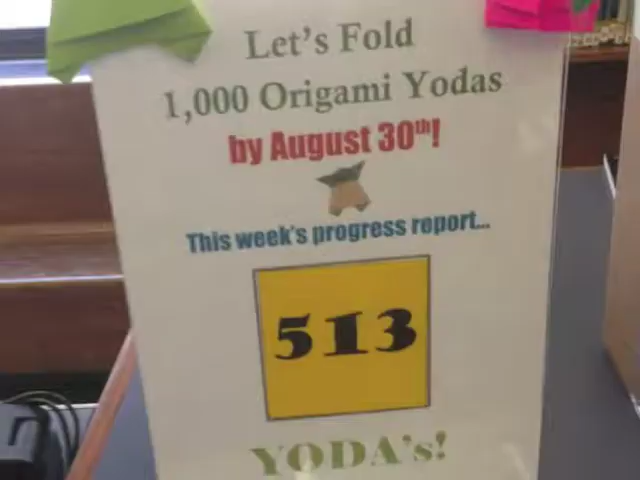 Let's Fold
1,000 Origami Yodas
by August 30th!
This week's progress report...
513
YODA's!